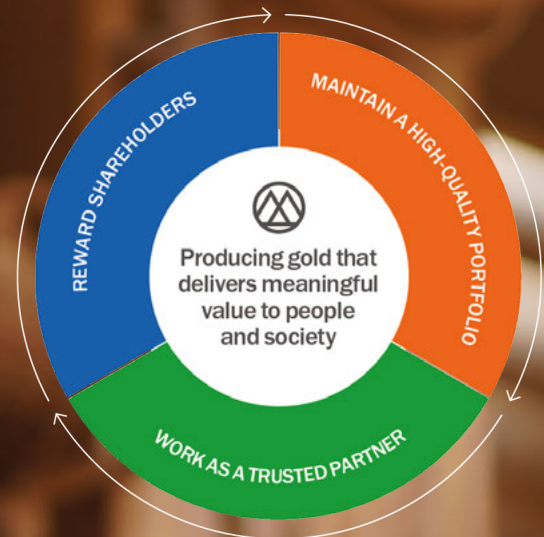 REWARD SHAREHOLDERS
MAINTAIN A HIGH-QUALITY PORTFOLIO
Producing gold that
delivers meaningful
value to people
and society
WORK AS A TRUSTED PARTNER